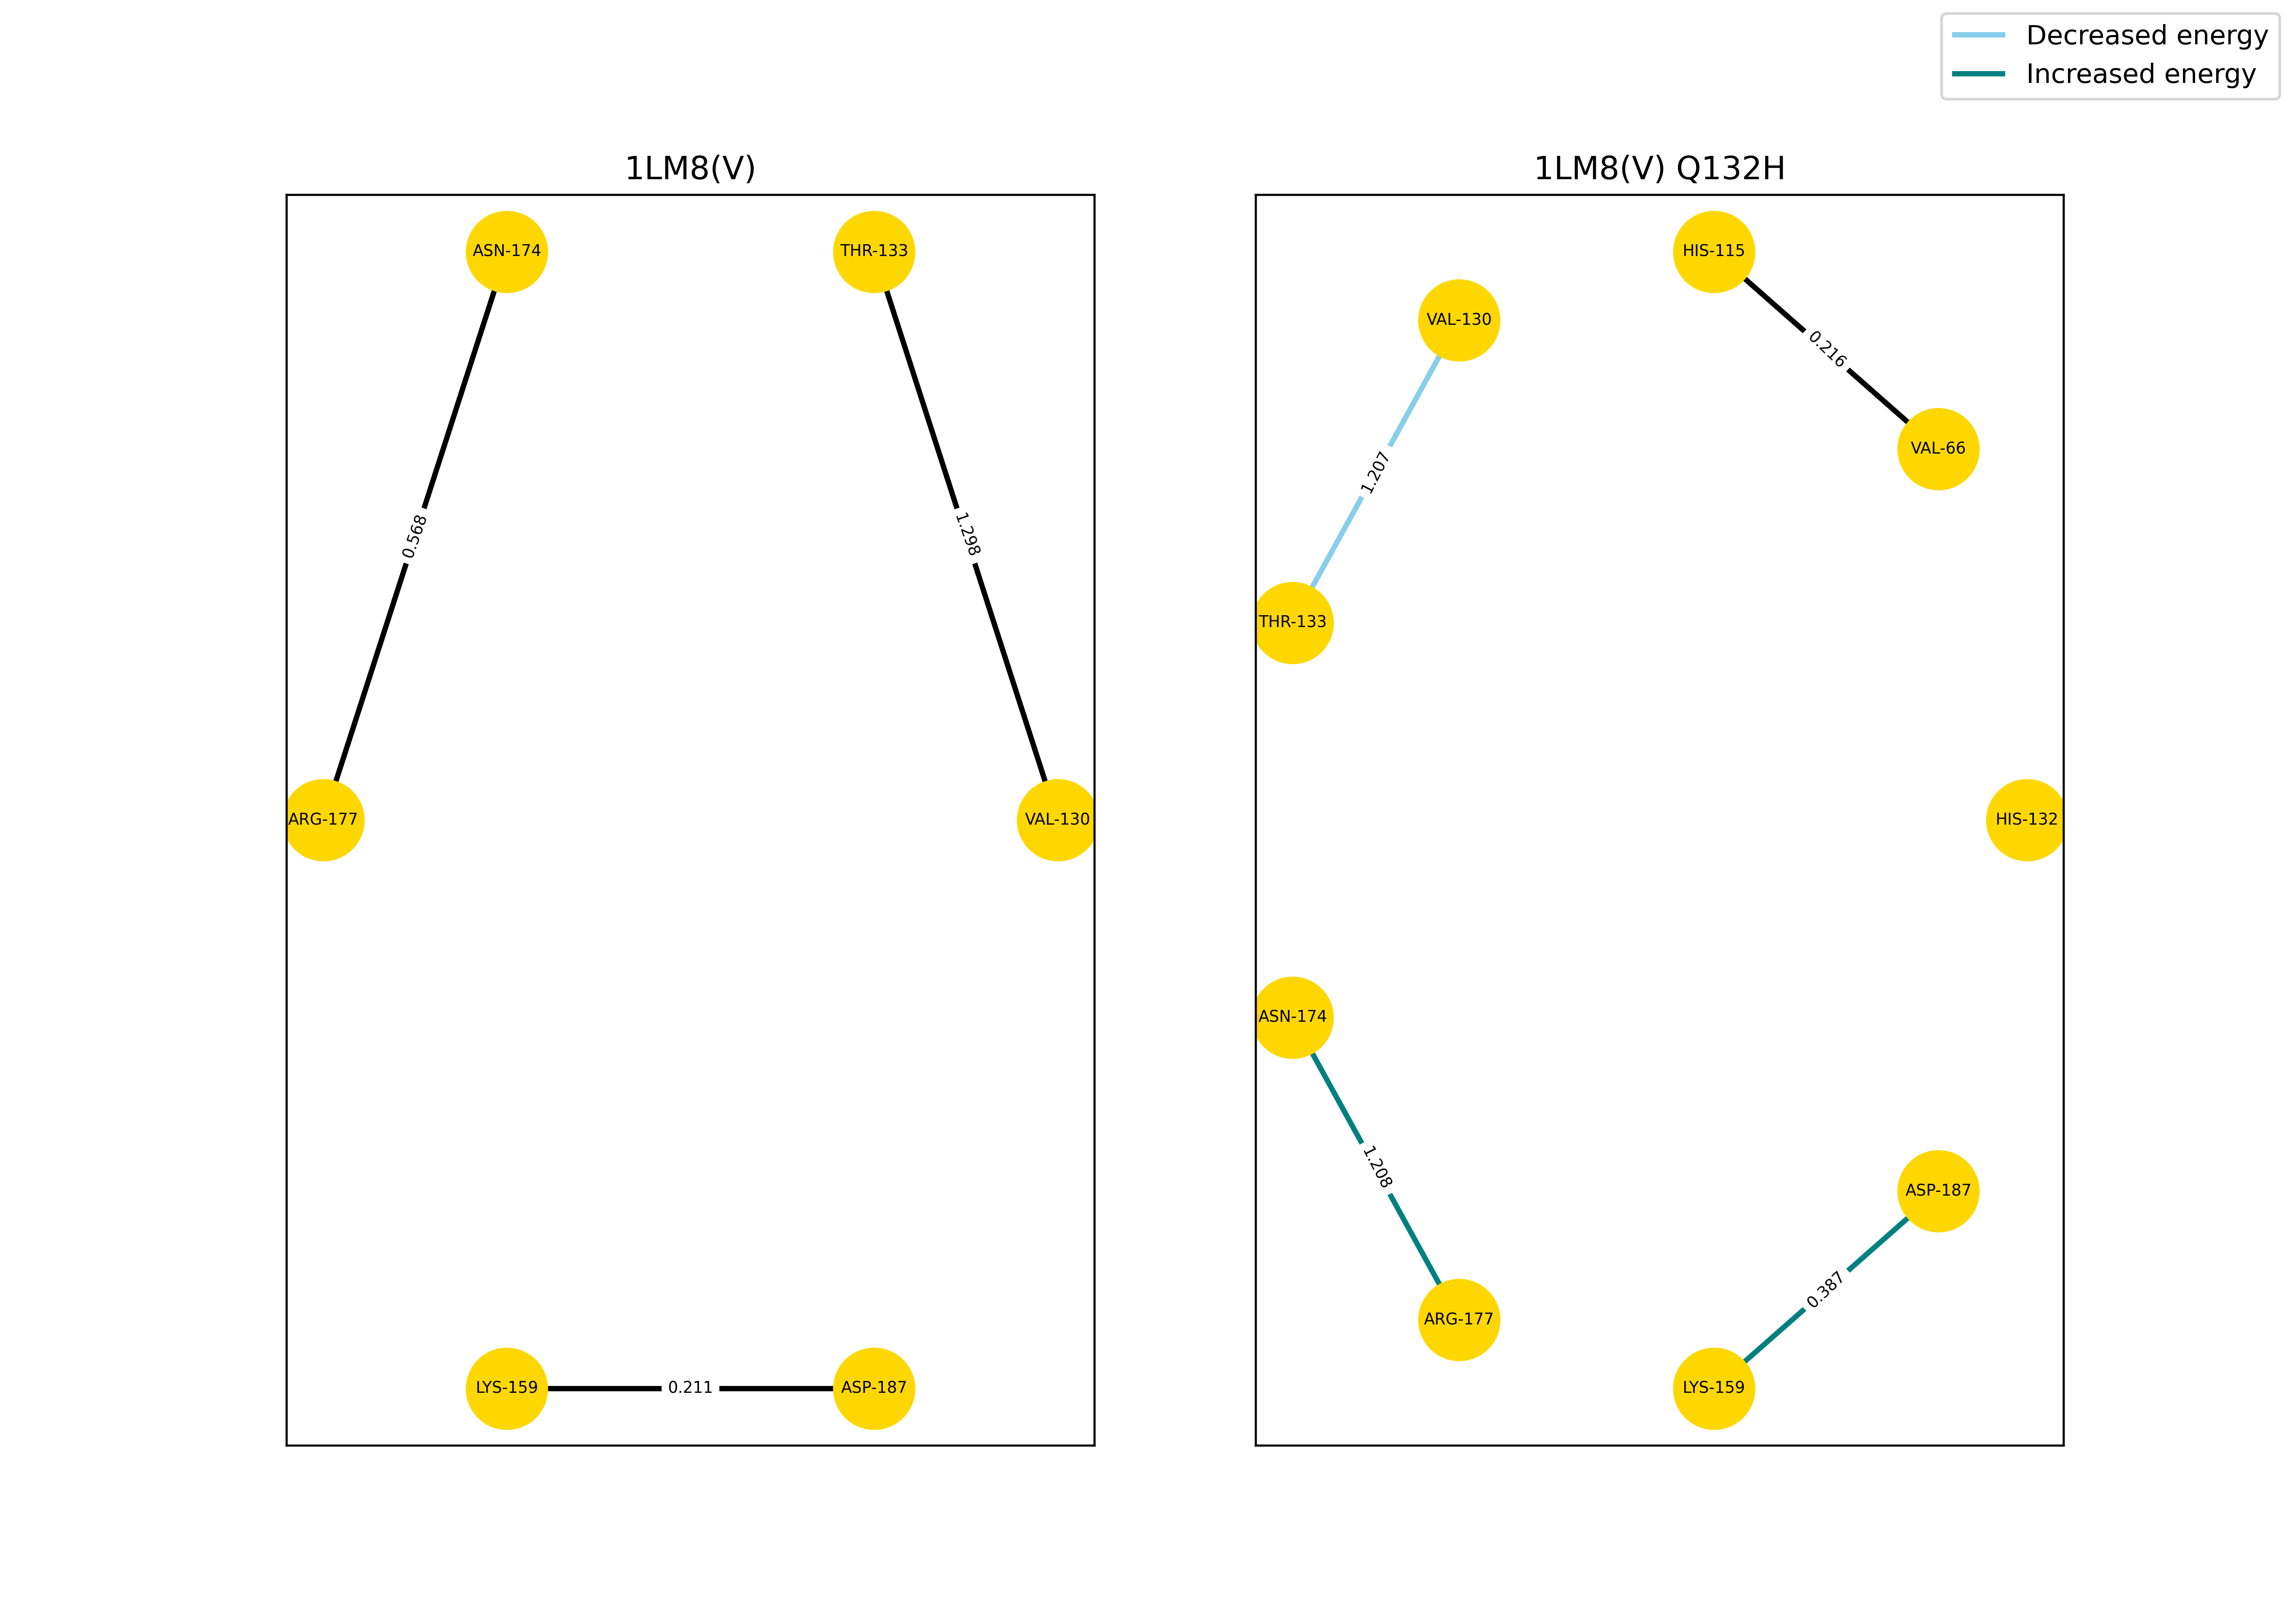 Decreased energy
Increased energy
1LM8(V)
ASN-174
THR-133
0.568
1.298
ARG-177
VAL-130
LYS-159
0.211
ASP-187
1LM8(V) Q132H
HIS-115
VAL-130
0.216
VAL-66
1.207
THR-133
HIS-132
ASN-174
1.208
ASP-187
0.387
ARG-177
LYS-159